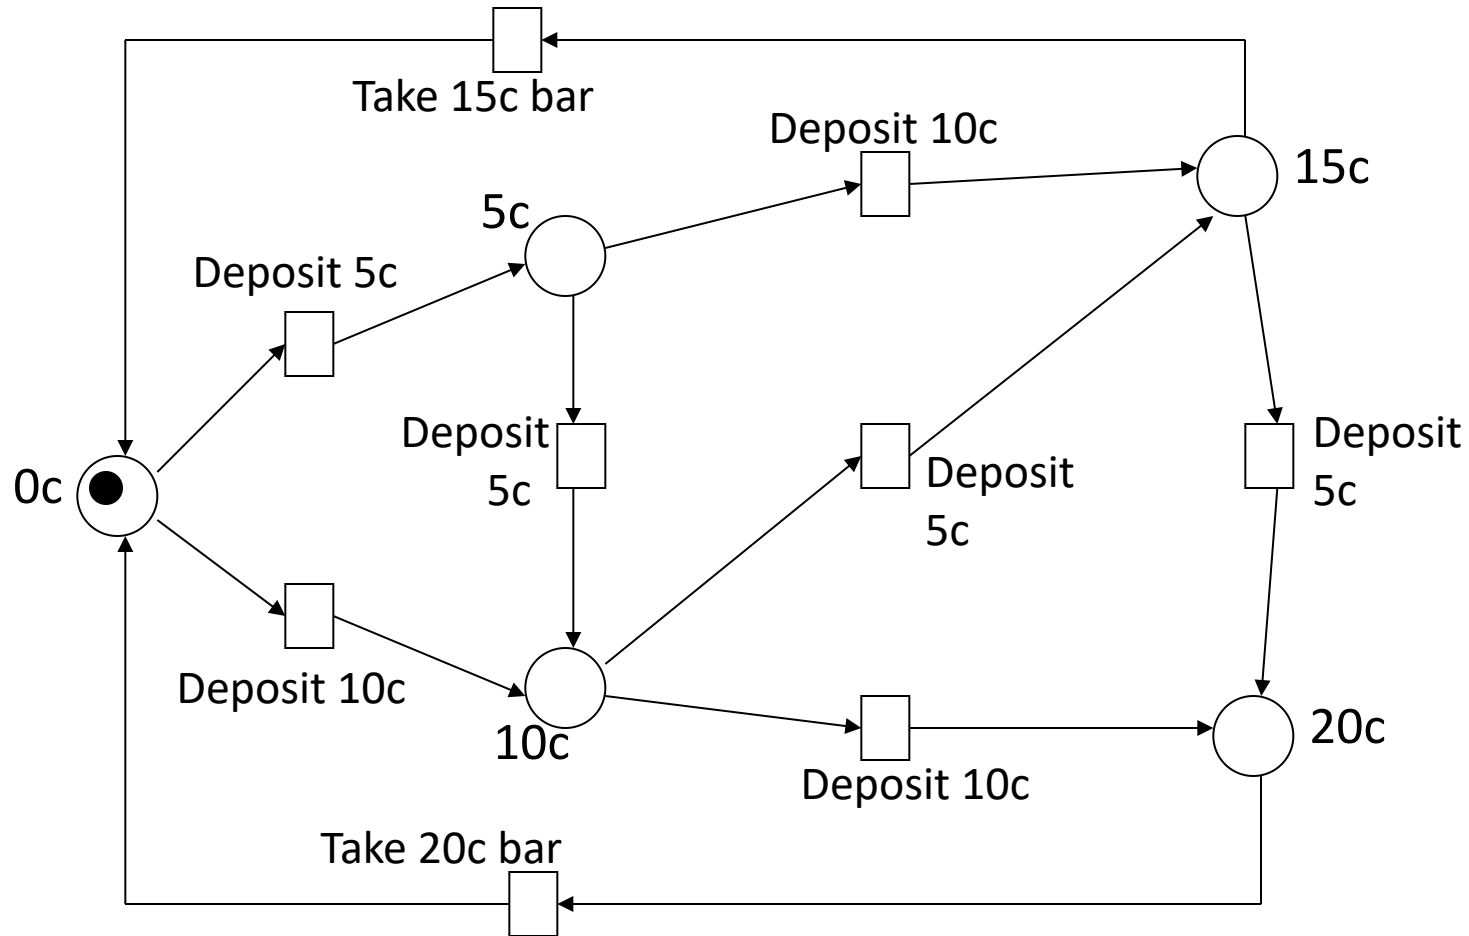 Take 15c bar
Deposit 10c
15c
5c
Deposit 5c
Deposit
5c
Deposit
5c
Deposit
5c
0c
Deposit 10c
10c
20c
Deposit 10c
Take 20c bar